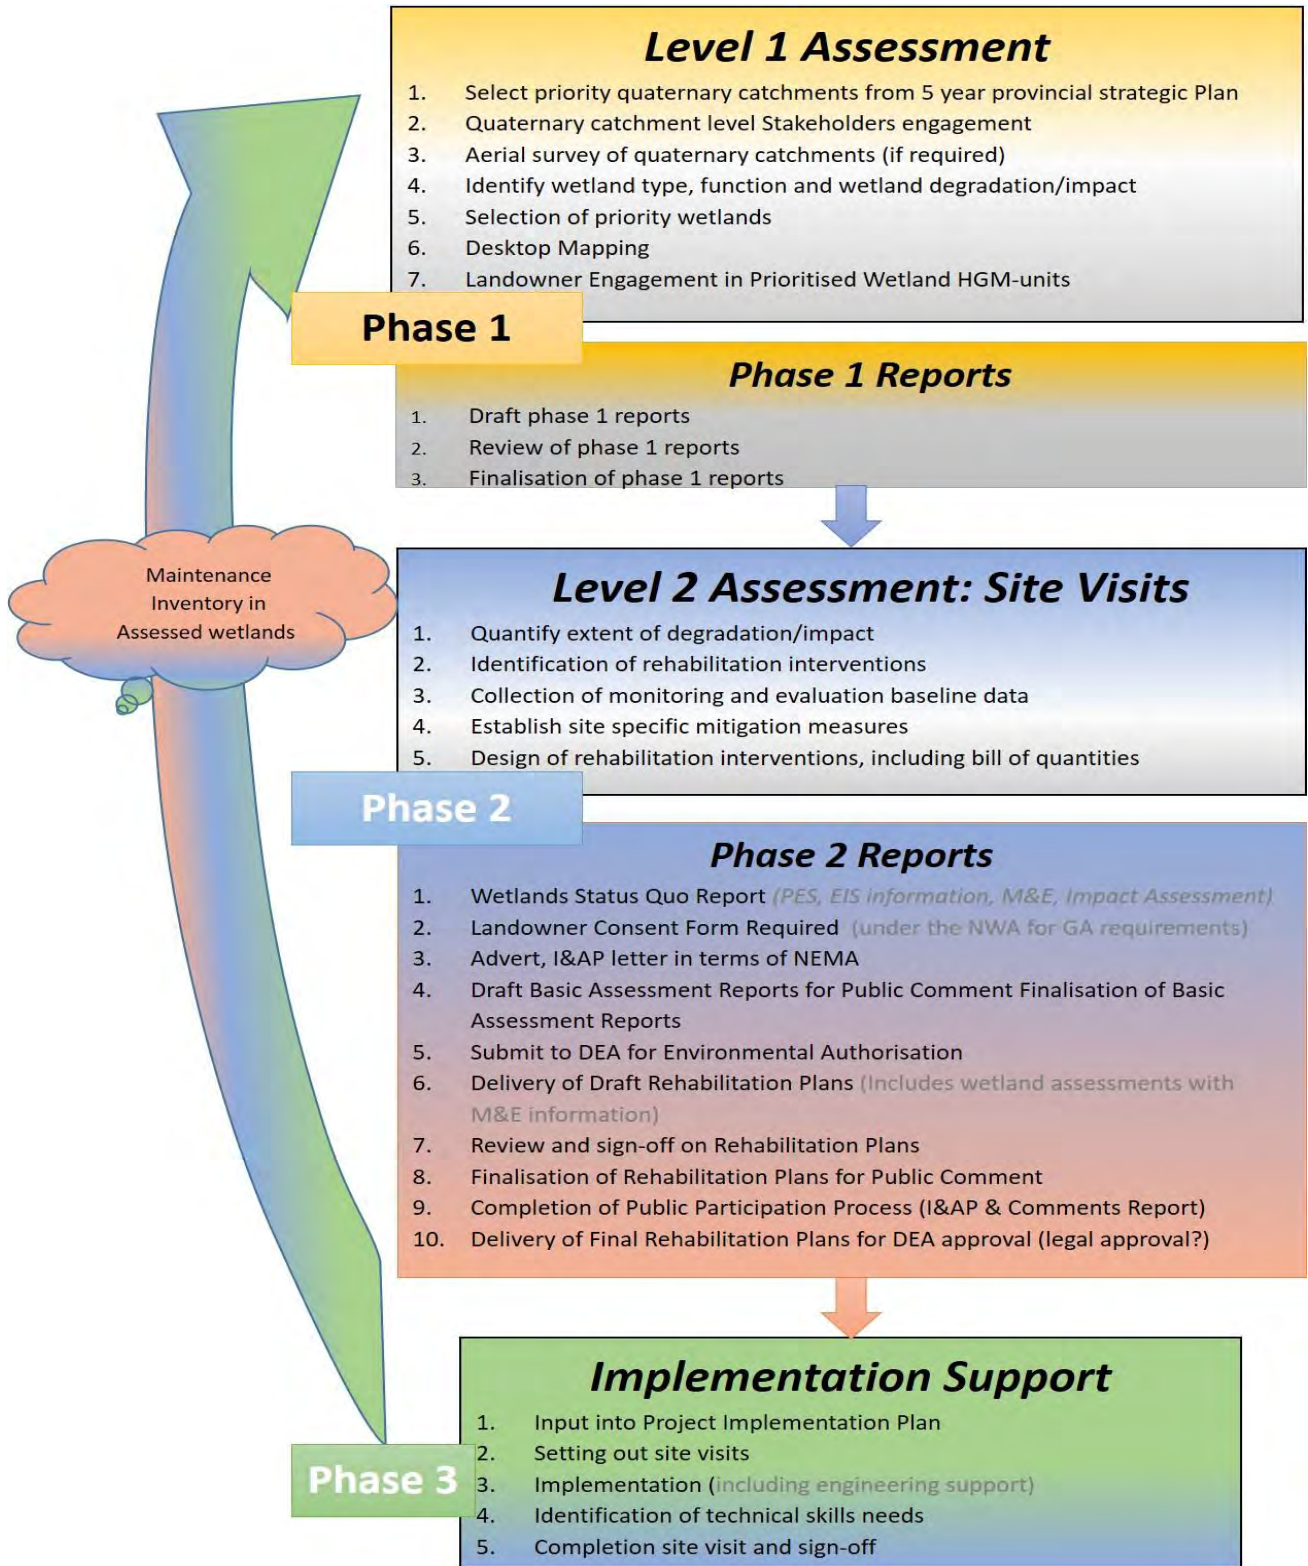 Level 1 Assessment
1. Select priority quaternary catchments from 5 year provincial strategic Plan
2. Quaternary catchment level Stakeholders engagement
3. Aerial survey of quaternary catchments (if required)
4. Identify wetland type, function and wetland degradation/impact
5. Selection of priority wetlands
6. Desktop Mapping
7. Landowner Engagement in Prioritised Wetland HGM-units
Phase 1
Phase 1 Reports
1. Draft phase 1 reports
2. Review of phase 1 reports
3. Finalisation of phase 1 reports
Maintenance
Inventory in
Assessed wetlands
Level 2 Assessment: Site Visits
1. Quantify extent of degradation/impact
2. Identification of rehabilitation interventions
3. Collection of monitoring and evaluation baseline data
4. Establish site specific mitigation measures
5. Design of rehabilitation interventions, including bill of quantities
Phase 2
Phase 2 Reports
1. Wetlands Status Quo Report (PES, EIS information, M&E, Impact Assessment)
2. Landowner Consent Form Required (under the NWA for GA requirements)
3. Advert, I&AP letter in terms of NEMA
4. Draft Basic Assessment Reports for Public Comment Finalisation of Basic
Assessment Reports
5. Submit to DEA for Environmental Authorisation
6. Delivery of Draft Rehabilitation Plans (Includes wetland assessments with
M&E information)
7. Review and sign-off on Rehabilitation Plans
8. Finalisation of Rehabilitation Plans for Public Comment
9. Completion of Public Participation Process (I&AP & Comments Report)
10. Delivery of Final Rehabilitation Plans for DEA approval (legal approval?)
Implementation Support
1. Input into Project Implementation Plan
2. Setting out site visits
3. Implementation (including engineering support)
4. Identification of technical skills needs
5. Completion site visit and sign-off
Phase 3